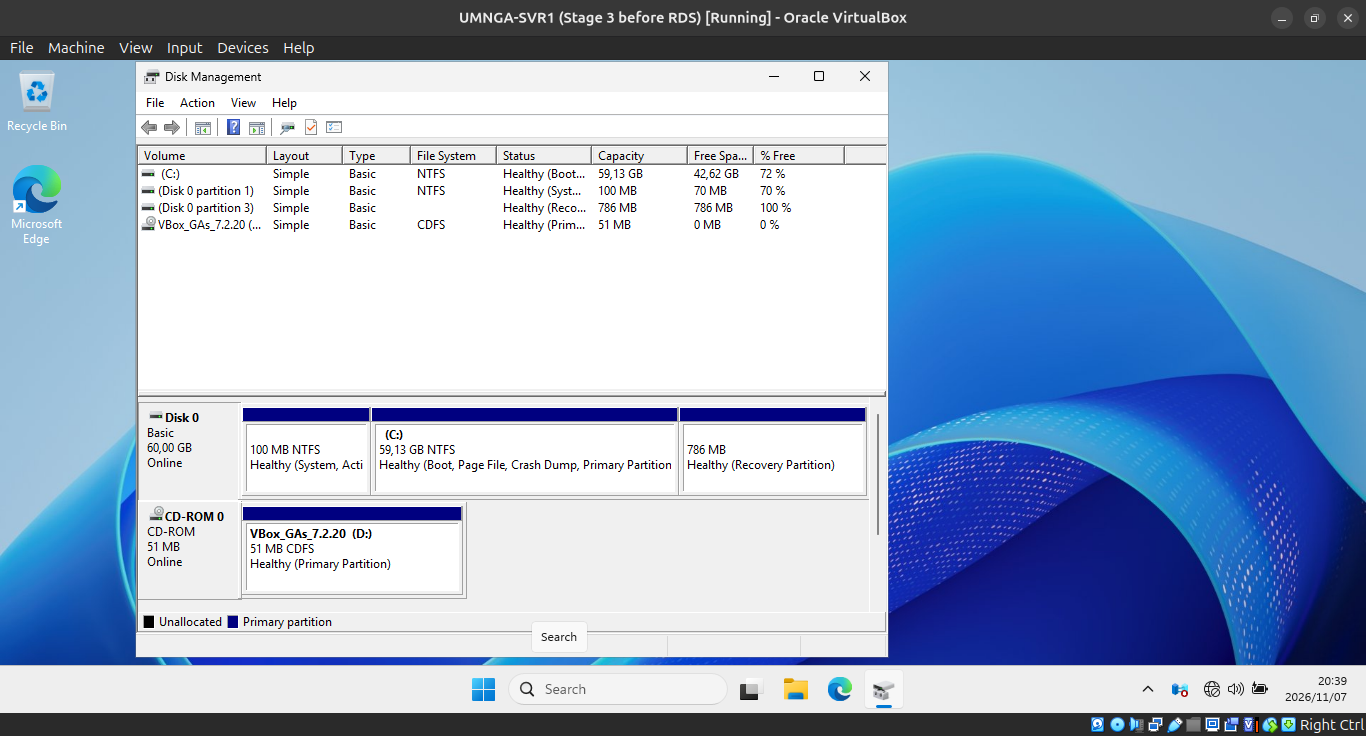 UMNGA-SVR1 (Stage 3 before RDS) [Running] - Oracle VirtualBox
File Machine View Input Devices Help
Recycle Bin
Microsoft
Edge
Disk Management
File Action View Help
Volume Layout Type File System Status Capacity Free Spa... % Free
(C:) Simple Basic NTFS Healthy (Boot... 59,13 GB 42,62 GB 72 %
(Disk 0 partition 1) Simple Basic NTFS Healthy (Syst... 100 MB 70 MB 70 %
(Disk 0 partition 3) Simple Basic Healthy (Reco... 786 MB 786 MB 100 %
VBox_GAs_7.2.20 (... Simple Basic CDFS Healthy (Prim... 51 MB 0 MB 0 %
Disk 0
Basic
60,00 GB
Online
100 MB NTFS
Healthy (System, Acti
(C:)
59,13 GB NTFS
Healthy (Boot, Page File, Crash Dump, Primary Partition
786 MB
Healthy (Recovery Partition)
CD-ROM 0
CD-ROM
51 MB
Online
VBox_GAs_7.2.20 (D:)
51 MB CDFS
Healthy (Primary Partition)
Unallocated Primary partition
Search
Search
20:39
2026/11/07
Right Ctrl